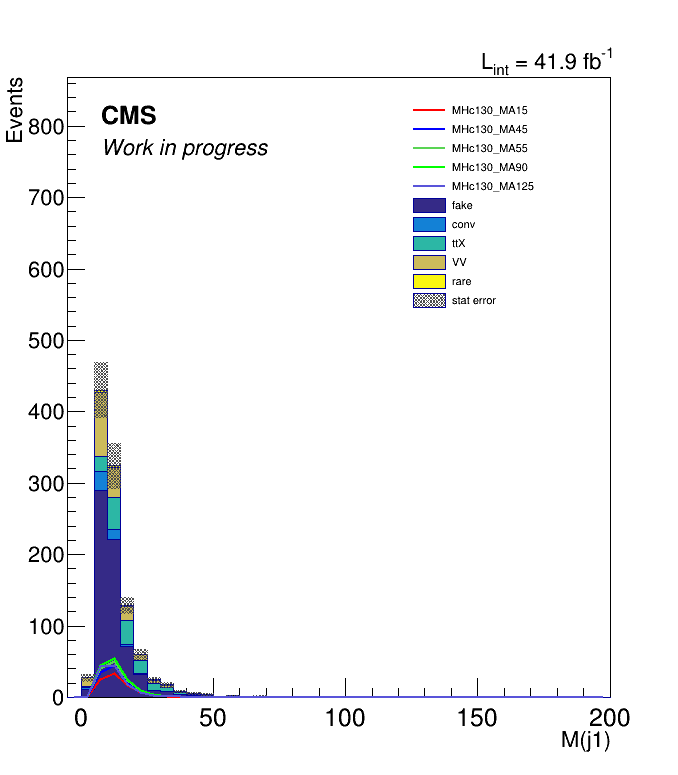 L_int = 41.9 fb^-1
Events
CMS
Work in progress
MHc130_MA15
MHc130_MA45
MHc130_MA55
MHc130_MA90
MHc130_MA125
fake
conv
ttX
VV
rare
stat error
800
700
600
500
400
300
200
100
0
0 50 100 150 200
M(j1)